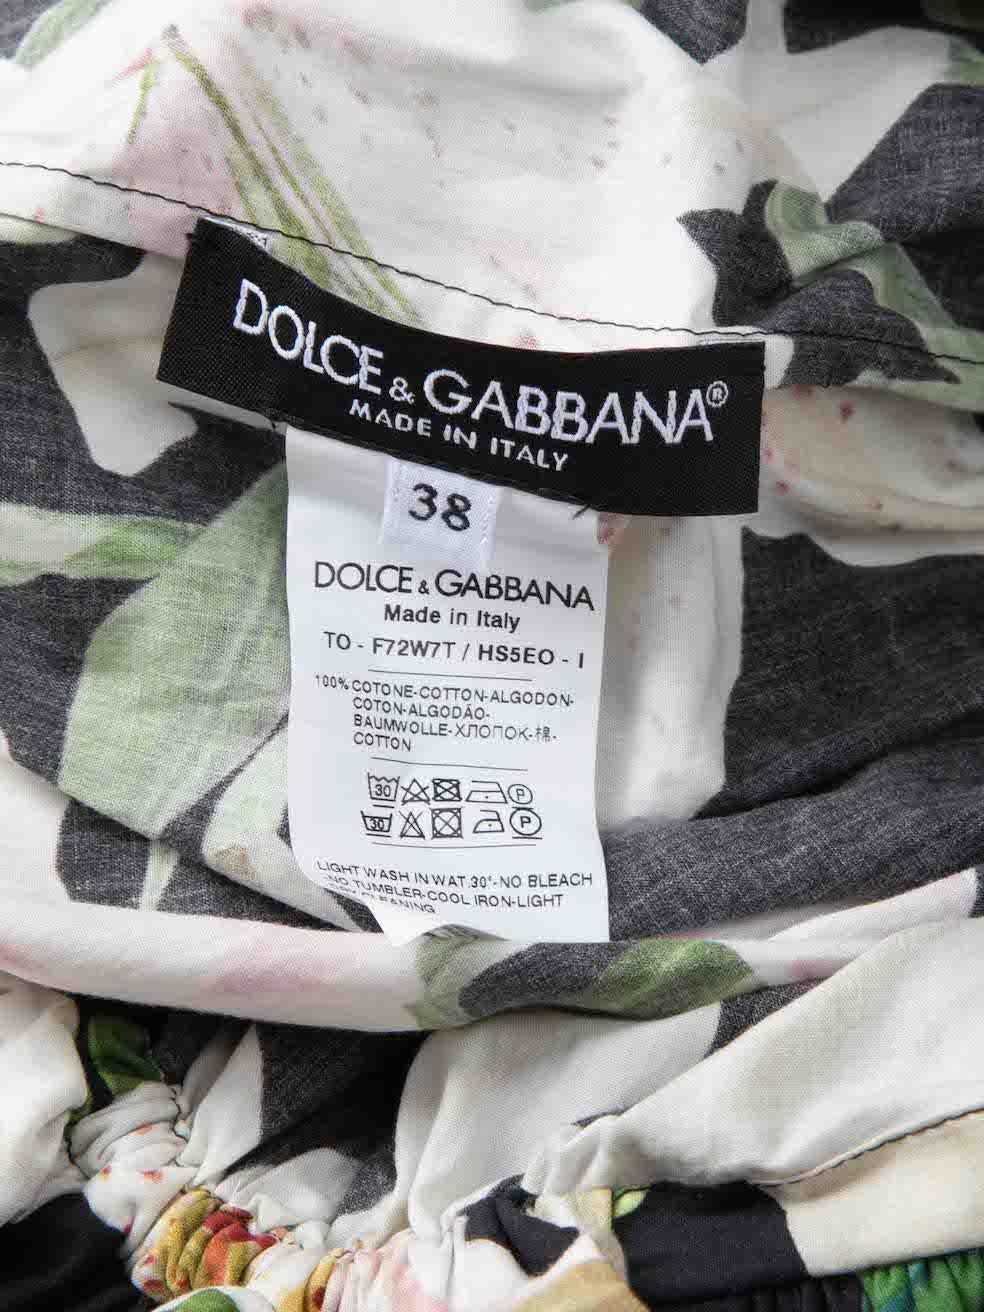 DOLCE & GABBANA®
MADE IN ITALY
38
DOLCE & GABBANA
Made in Italy
TO - F72W7T / HS5EO - I
100% COTONE-COTTON-ALGODON-
COTON-ALGODÃO-
BAUMWOLLE-ХЛОПОК-棉-
COTTON
30 P
30 P
LIGHT WASH IN WAT.30°-NO BLEACH
-NO TUMBLER-COOL IRON-LIGHT
DRY CLEANING